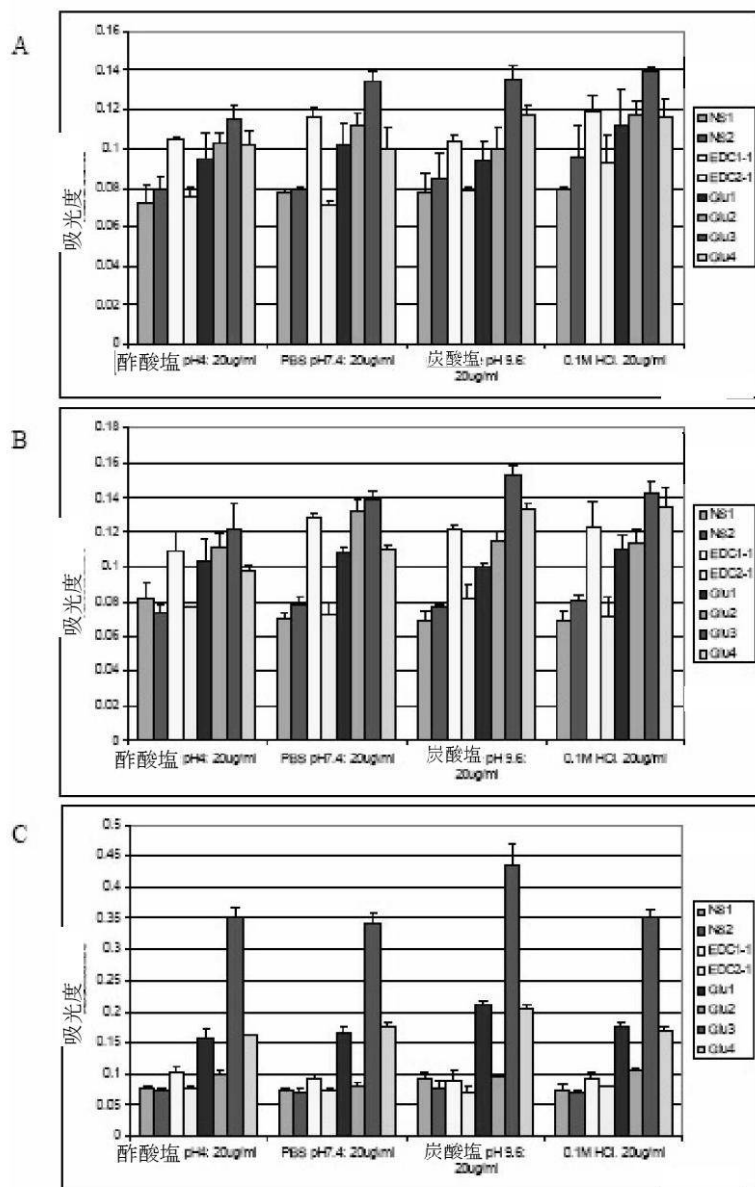 A
0.16
0.14
0.12
0.1
0.08
0.06
0.04
0.02
0
吸光度
酢酸塩 pH4: 20ug/ml
PBS pH7.4: 20ug/ml
炭酸塩 pH 9.6:
20ug/ml
0.1M HCl. 20ug/ml
NS1
NS2
EDC1-1
EDC2-1
Glu1
Glu2
Glu3
Glu4
B
0.18
0.16
0.14
0.12
0.1
0.08
0.06
0.04
0.02
0
吸光度
酢酸塩 pH4: 20ug/ml
PBS pH7.4: 20ug/ml
炭酸塩 pH 9.6:
20ug/ml
0.1M HCl. 20ug/ml
NS1
NS2
EDC1-1
EDC2-1
Glu1
Glu2
Glu3
Glu4
C
0.5
0.45
0.4
0.35
0.3
0.25
0.2
0.15
0.1
0.05
0
吸光度
酢酸塩 pH4: 20ug/ml
PBS pH7.4: 20ug/ml
炭酸塩 pH 9.6:
20ug/ml
0.1M HCl. 20ug/ml
NS1
NS2
EDC1-1
EDC2-1
Glu1
Glu2
Glu3
Glu4